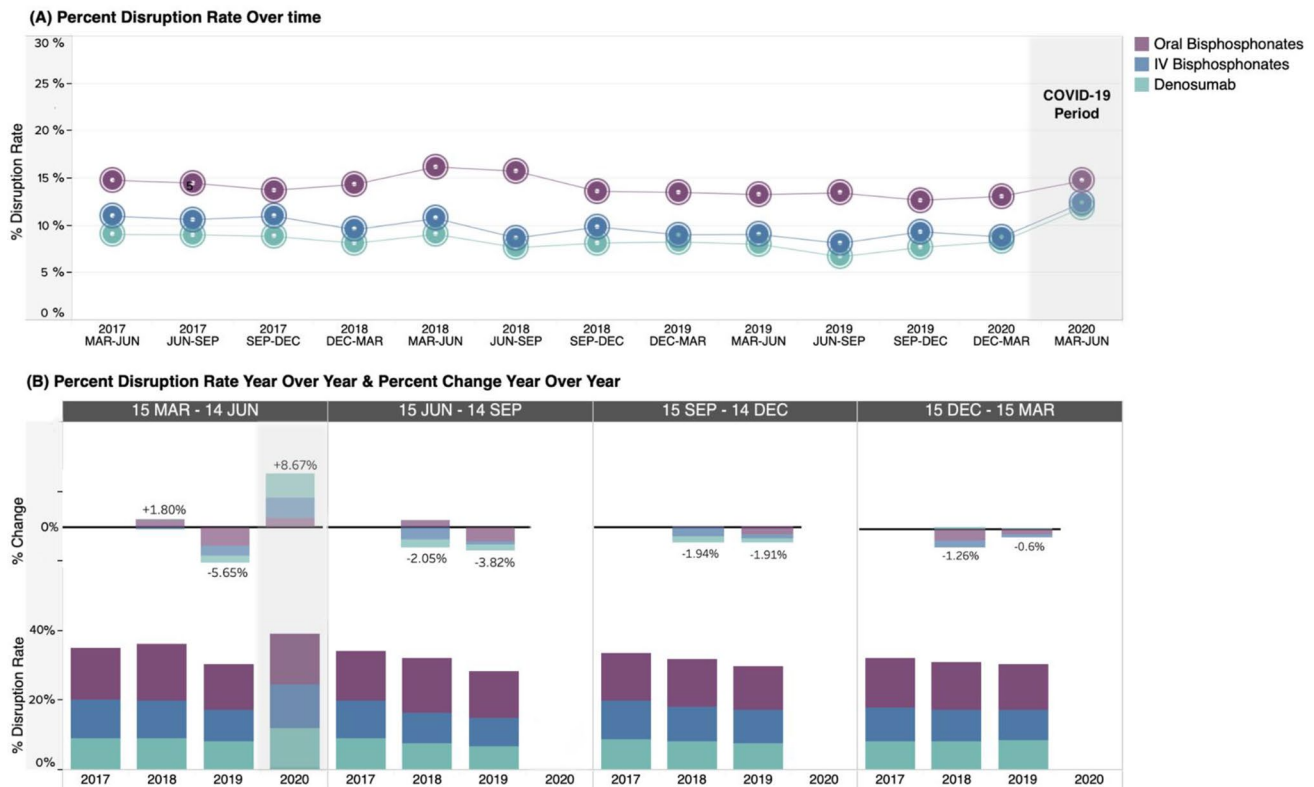 (A) Percent Disruption Rate Over time
30 %
25 %
20 %
15 %
10 %
5 %
0 %
% Disruption Rate
COVID-19
Period
Oral Bisphosphonates
IV Bisphosphonates
Denosumab
2017 2017 2017 2018 2018 2018 2018 2019 2019 2019 2019 2020 2020
MAR-JUN JUN-SEP SEP-DEC DEC-MAR MAR-JUN JUN-SEP SEP-DEC DEC-MAR MAR-JUN JUN-SEP SEP-DEC DEC-MAR MAR-JUN
(B) Percent Disruption Rate Year Over Year & Percent Change Year Over Year
15 MAR - 14 JUN 15 JUN - 14 SEP 15 SEP - 14 DEC 15 DEC - 15 MAR
% Change
0%
+1.80% -5.65% +8.67% -2.05% -3.82% -1.94% -1.91% -1.26% -0.6%
% Disruption Rate
40%
20%
0%
2017 2018 2019 2020 2017 2018 2019 2020 2017 2018 2019 2020 2017 2018 2019 2020